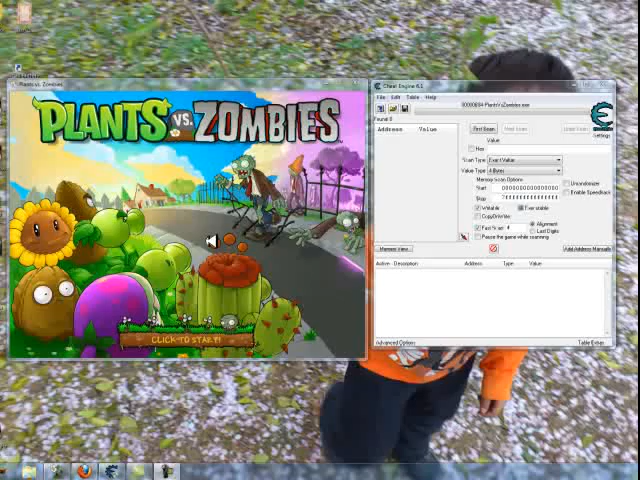 Plants vs. Zombies
PLANTS VS. ZOMBIES
CLICK TO START!
Cheat Engine 6.1
File Edit Table Help
PlantsVsZombies.exe
Found 0
Address Value
First Scan Next Scan Undo Scan
Settings
Value
Hex
Scan Type Exact Value
Value Type 4 Bytes
Memory Scan Options
Start
Stop
Unrandomizer
Enable Speedhack
Writable Executable
CopyOnWrite
Fast Scan 4
Alignment
Last Digits
Pause the game while scanning
Memory View
Add Address Manually
Active Description Address Type Value
Advanced Options
Table Extras